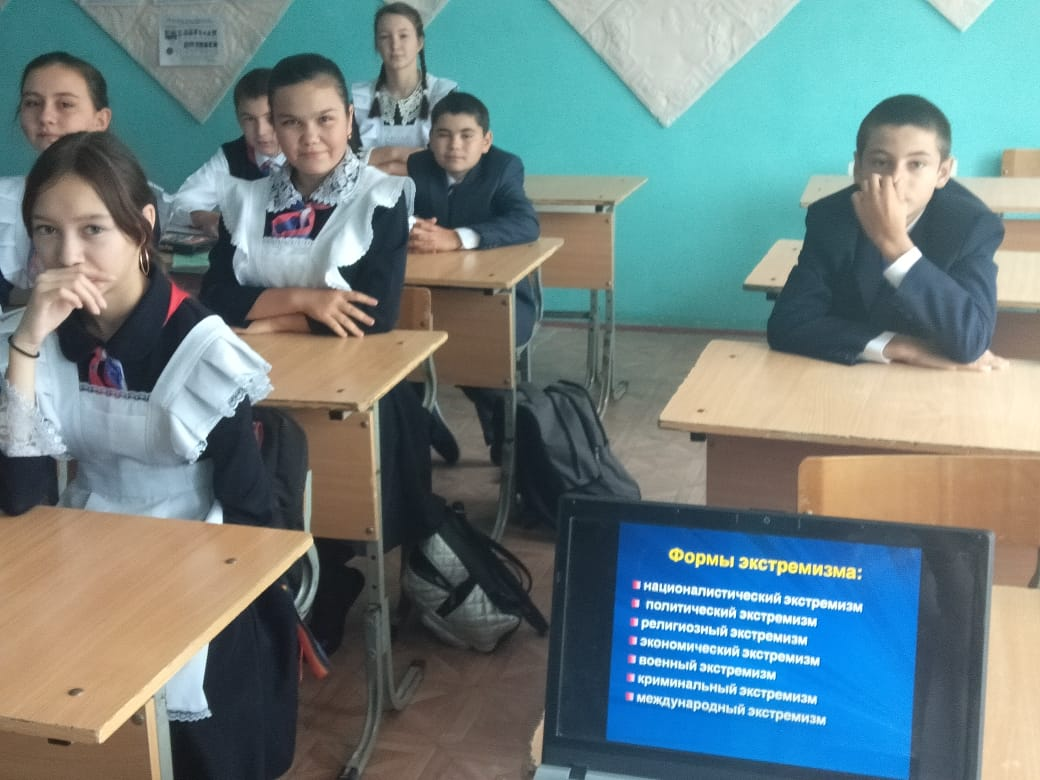 Формы экстремизма:
националистический экстремизм
политический экстремизм
религиозный экстремизм
экономический экстремизм
военный экстремизм
криминальный экстремизм
международный экстремизм